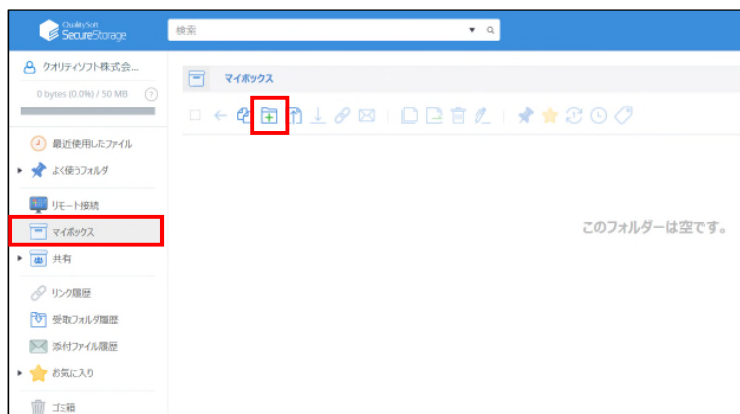 QualitySoft
SecureStorage
検索
クオリティソフト株式会...
0 bytes (0.0%) / 50 MB
?
マイボックス
最近使用したファイル
よく使うフォルダ
リモート接続
マイボックス
共有
リンク履歴
受取フォルダ履歴
添付ファイル履歴
お気に入り
ゴミ箱
このフォルダーは空です。